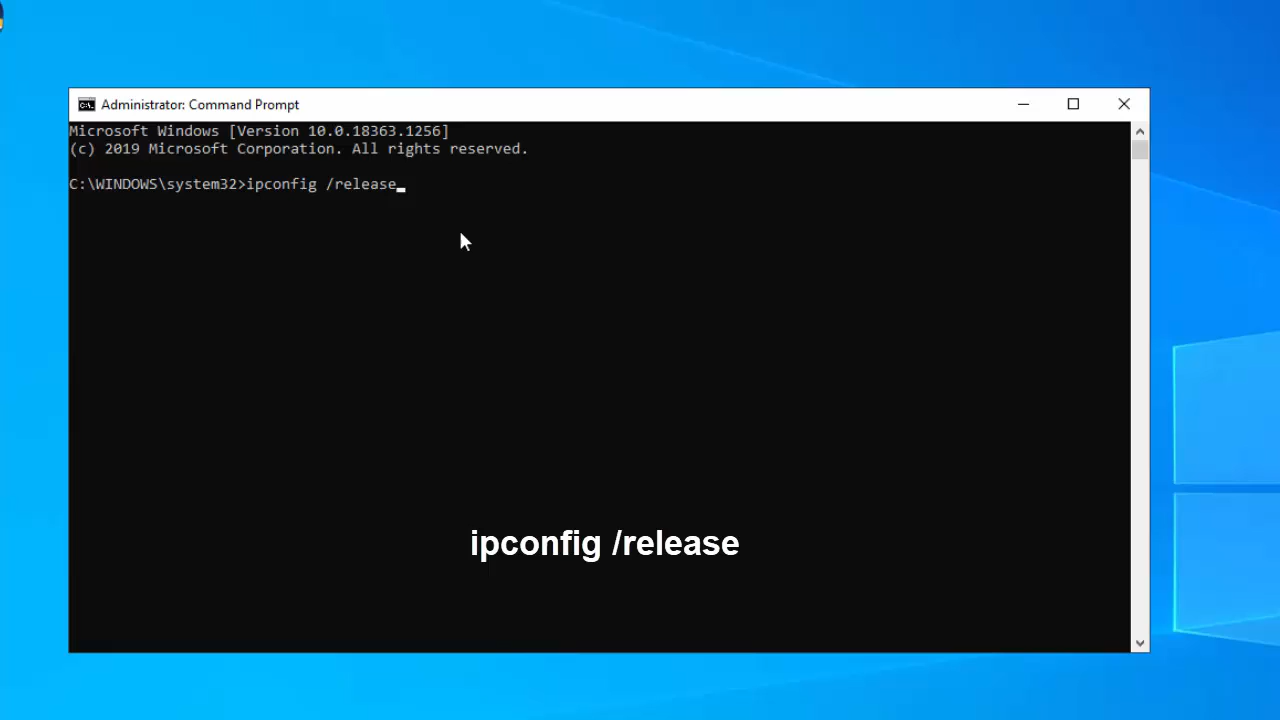 Administrator: Command Prompt
Microsoft Windows [Version 10.0.18363.1256]
(c) 2019 Microsoft Corporation. All rights reserved.
C:\WINDOWS\system32>ipconfig /release
ipconfig /release